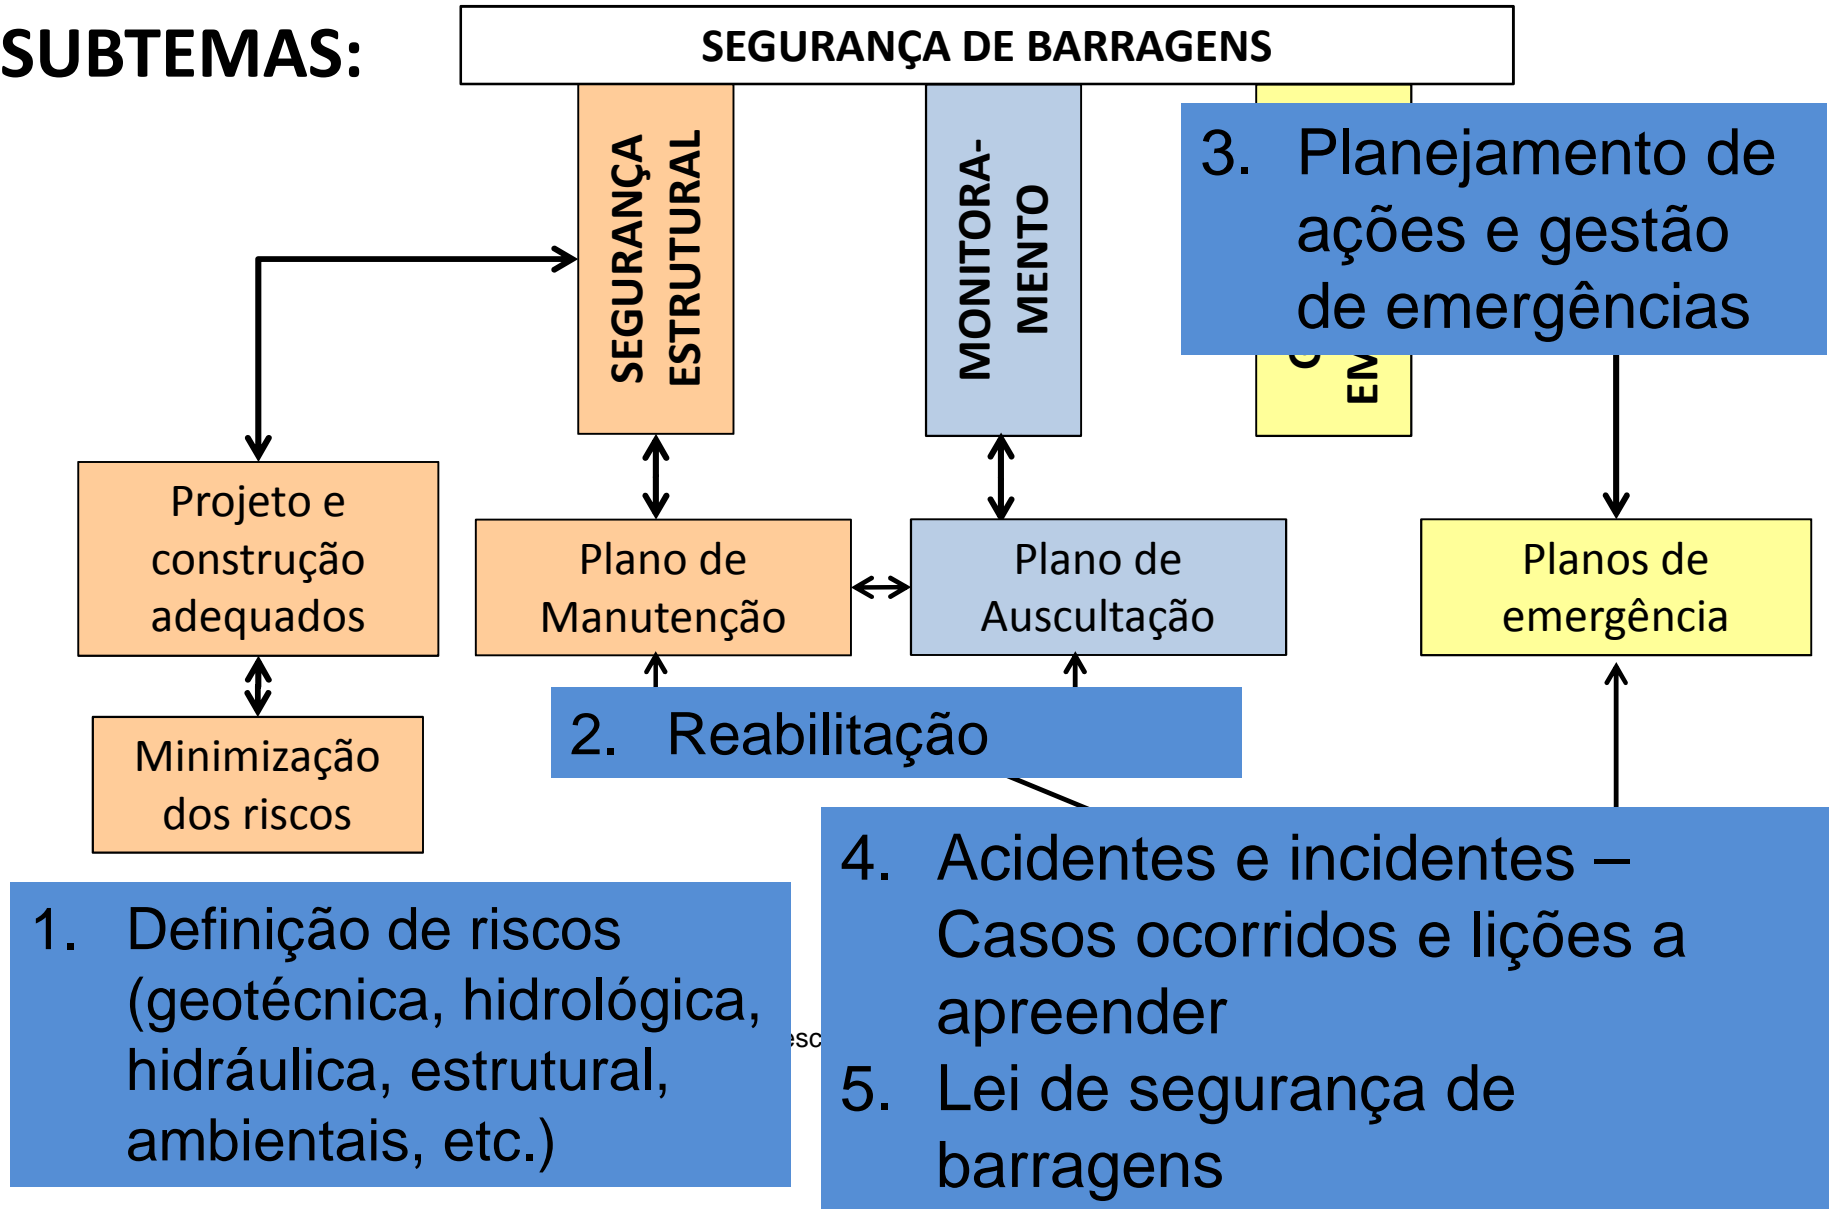 SUBTEMAS:
SEGURANÇA DE BARRAGENS
SEGURANÇA
ESTRUTURAL
MONITORA-
MENTO
3. Planejamento de
ações e gestão
de emergências
Projeto e
construção
adequados
Plano de
Manutenção
Plano de
Auscultação
Planos de
emergência
Minimização
dos riscos
2. Reabilitação
1. Definição de riscos
(geotécnica, hidrológica,
hidráulica, estrutural,
ambientais, etc.)
4. Acidentes e incidentes –
Casos ocorridos e lições a
apreender
5. Lei de segurança de
barragens